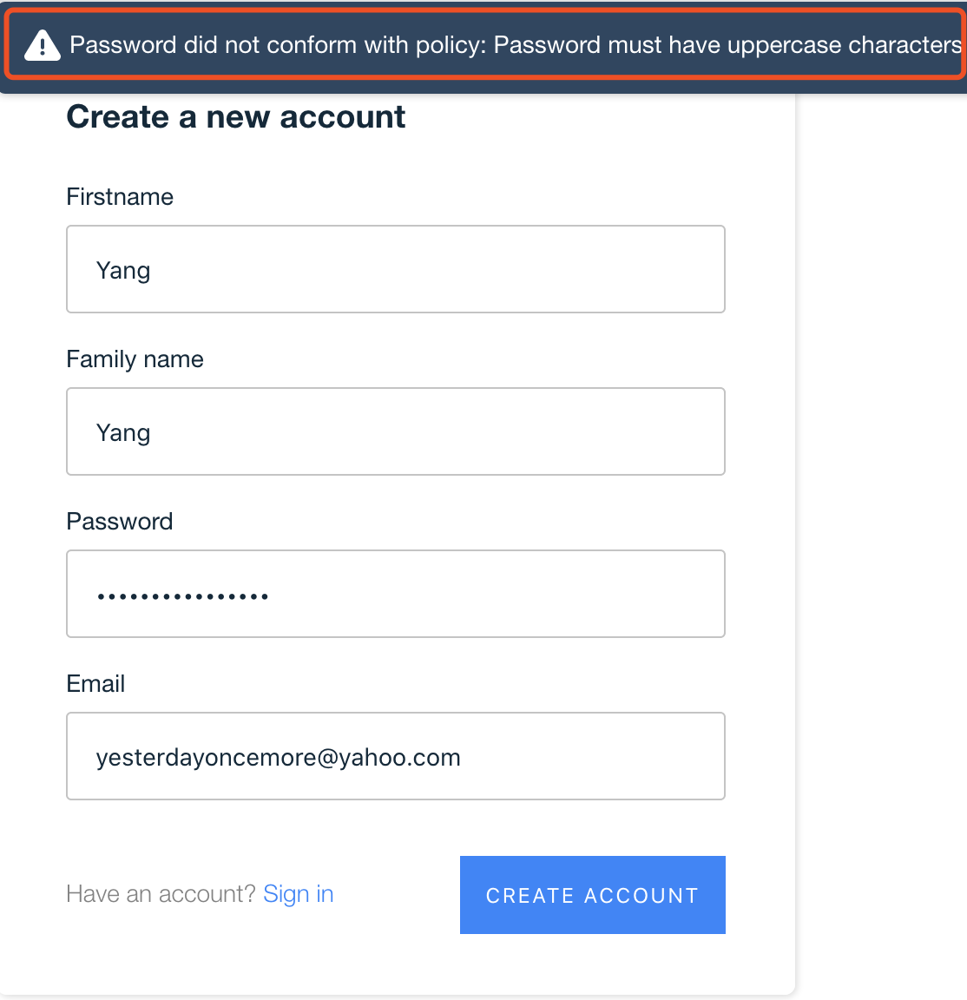 Password did not conform with policy: Password must have uppercase characters
Create a new account
Firstname
Yang
Family name
Yang
Password
••••••••••••••••
Email
yesterdayoncemore@yahoo.com
Have an account? Sign in
CREATE ACCOUNT